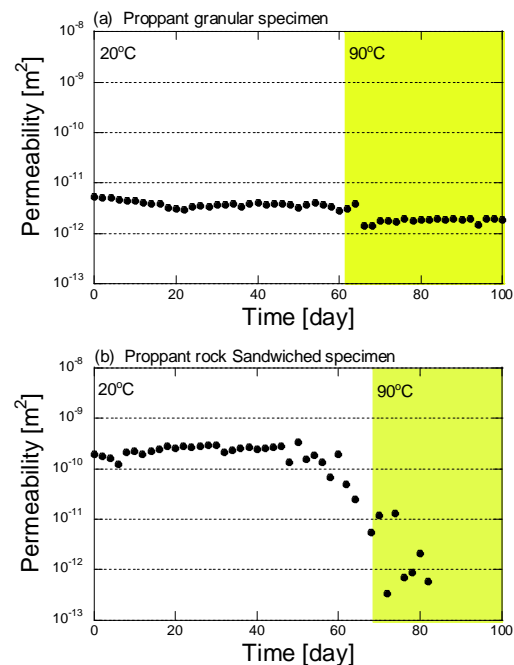 (a) Proppant granular specimen
10⁻⁸
20°C
90°C
10⁻⁹
10⁻¹⁰
10⁻¹¹
10⁻¹²
10⁻¹³
Permeability [m²]
0 20 40 60 80 100
Time [day]
(b) Proppant rock Sandwiched specimen
10⁻⁸
20°C
90°C
10⁻⁹
10⁻¹⁰
10⁻¹¹
10⁻¹²
10⁻¹³
Permeability [m²]
0 20 40 60 80 100
Time [day]